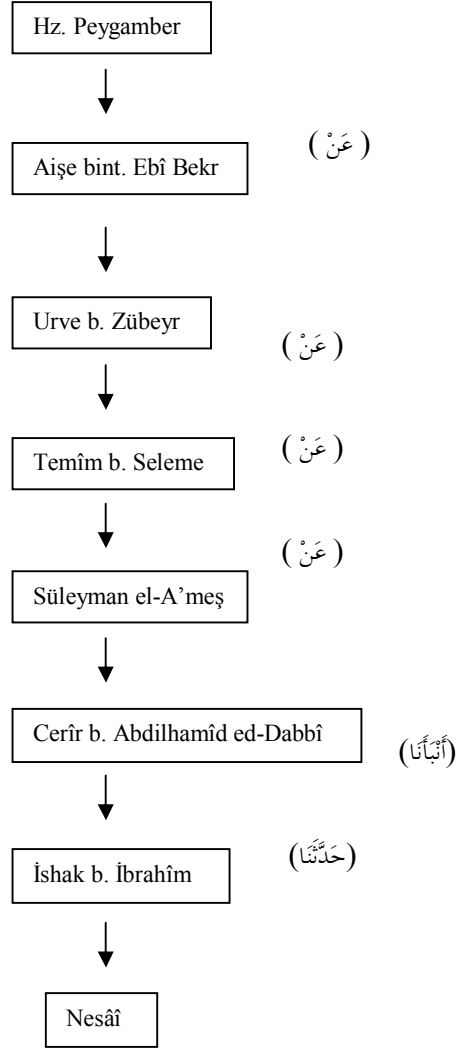 Hz. Peygamber
Aişe bint. Ebî Bekr
( عَنْ )
Urve b. Zübeyr
( عَنْ )
Temîm b. Seleme
( عَنْ )
( عَنْ )
Süleyman el-A’meş
Cerîr b. Abdilhamîd ed-Dabbî
(أَنْبَأَنَا)
İshak b. İbrahîm
(حَدَّثَنَا)
Nesâî